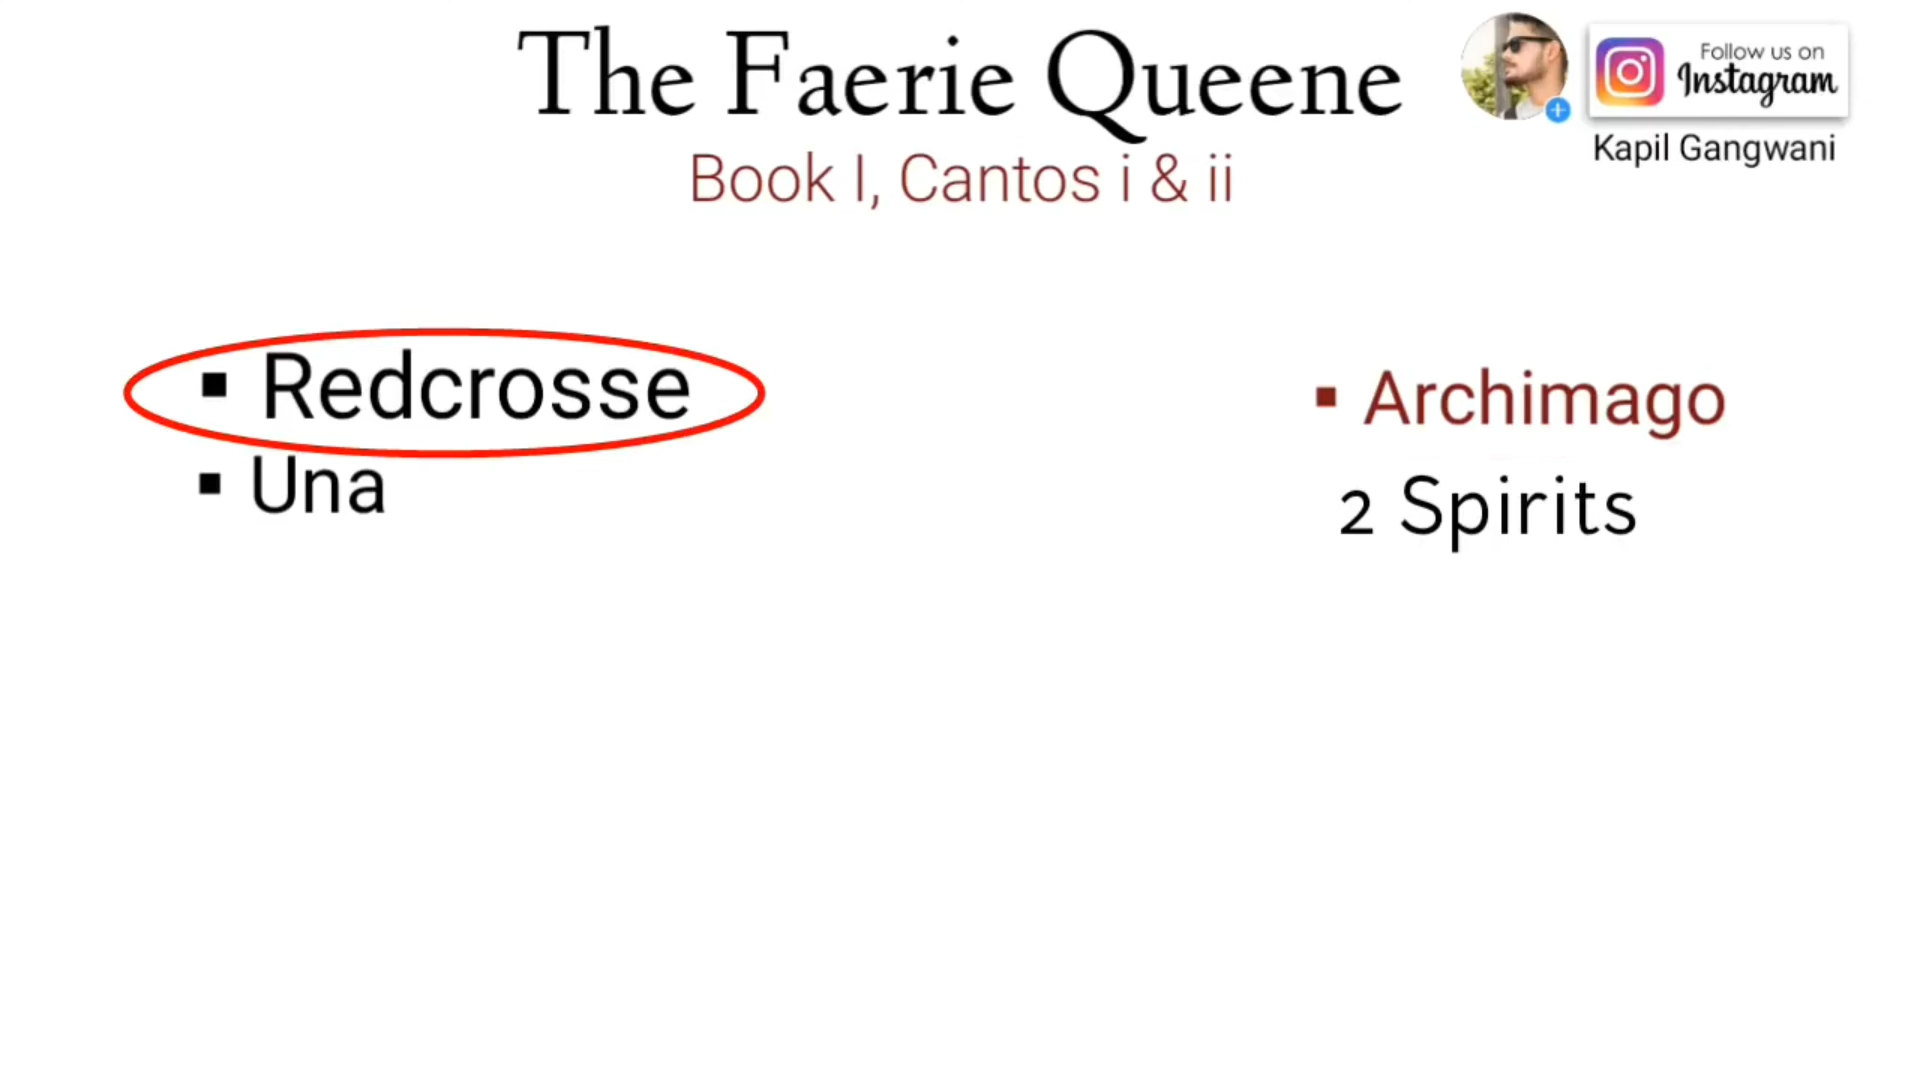 The Faerie Queene
Book I, Cantos i & ii
Follow us on
Instagram
Kapil Gangwani
▪ Redcrosse
▪ Una
▪ Archimago
2 Spirits